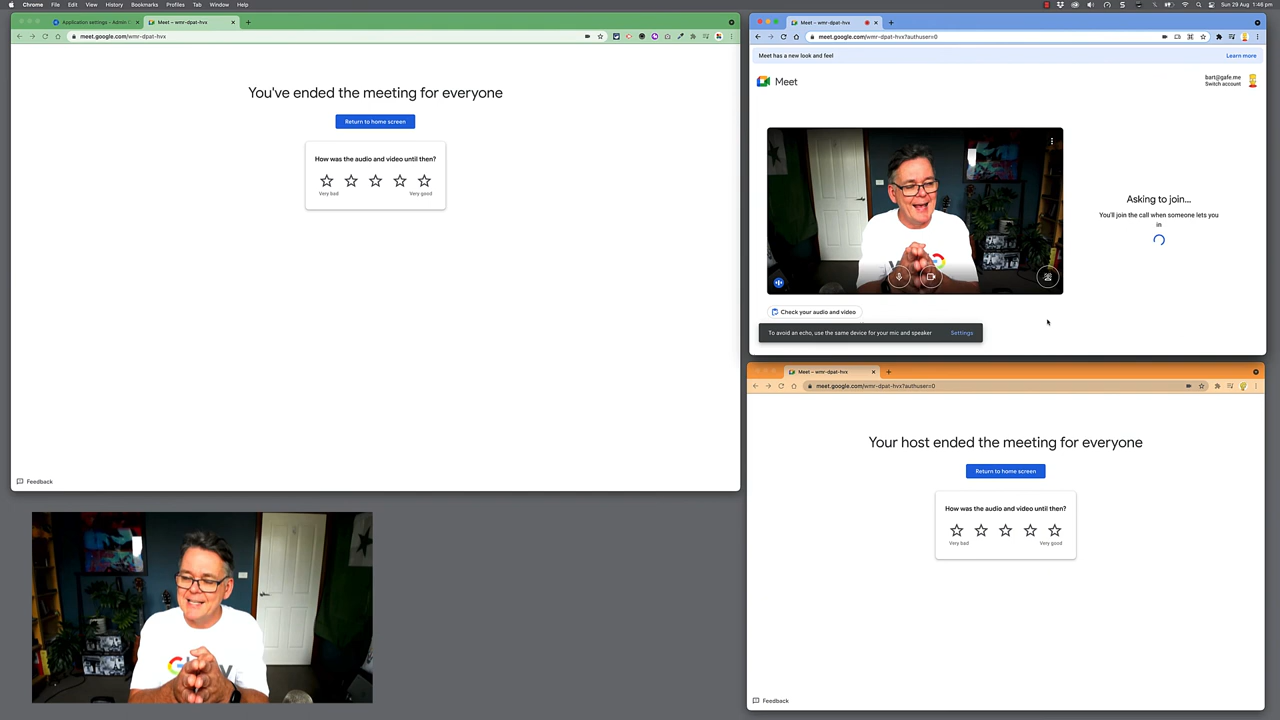 Chrome File Edit View History Bookmarks Profiles Tab Window Help
Sun 29 Aug 1:46 pm
Application settings - Admin
Meet – wmr-dpat-hvx
meet.google.com/wmr-dpat-hvx
You've ended the meeting for everyone
Return to home screen
How was the audio and video until then?
Very bad
Very good
Feedback
Meet – wmr-dpat-hvx
meet.google.com/wmr-dpat-hvx?authuser=0
Meet has a new look and feel
Learn more
Meet
bart@gafe.me
Switch account
Asking to join...
You'll join the call when someone lets you
in
Check your audio and video
To avoid an echo, use the same device for your mic and speaker
Settings
Meet – wmr-dpat-hvx
meet.google.com/wmr-dpat-hvx?authuser=0
Your host ended the meeting for everyone
Return to home screen
How was the audio and video until then?
Very bad
Very good
Feedback